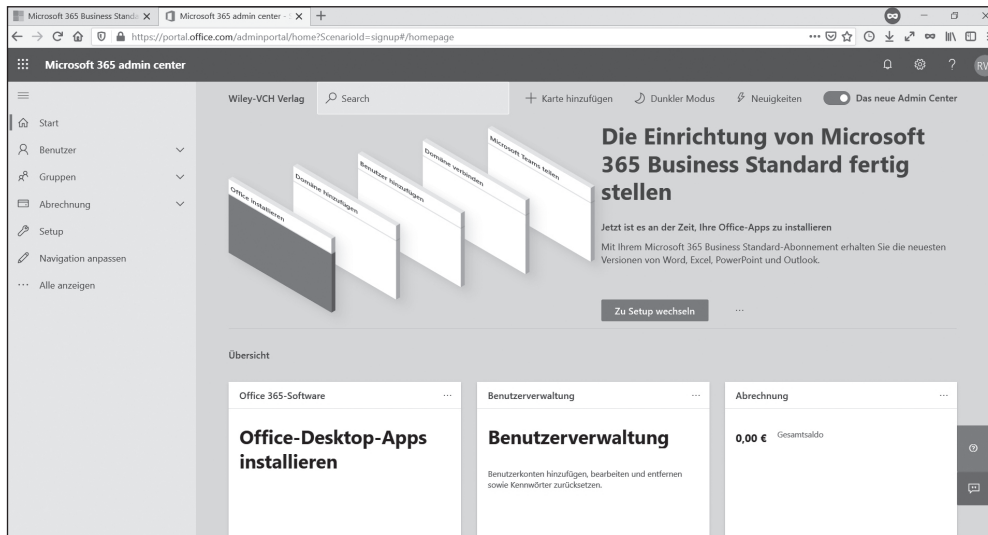 Microsoft 365 Business Standa
Microsoft 365 admin center - S
https://portal.office.com/adminportal/home?ScenarioId=signup#/homepage
Microsoft 365 admin center
RV
Wiley-VCH Verlag
Search
Karte hinzufügen
Dunkler Modus
Neuigkeiten
Das neue Admin Center
Start
Benutzer
Gruppen
Abrechnung
Setup
Navigation anpassen
Alle anzeigen
Office installieren
Domäne hinzufügen
Benutzer hinzufügen
Domäne verbinden
Microsoft Teams teilen
Die Einrichtung von Microsoft
365 Business Standard fertig
stellen
Jetzt ist es an der Zeit, Ihre Office-Apps zu installieren
Mit Ihrem Microsoft 365 Business Standard-Abonnement erhalten Sie die neuesten
Versionen von Word, Excel, PowerPoint und Outlook.
Zu Setup wechseln
Übersicht
Office 365-Software
Office-Desktop-Apps
installieren
Benutzerverwaltung
Benutzerverwaltung
Benutzerkonten hinzufügen, bearbeiten und entfernen
sowie Kennwörter zurücksetzen.
Abrechnung
0,00 € Gesamtsaldo